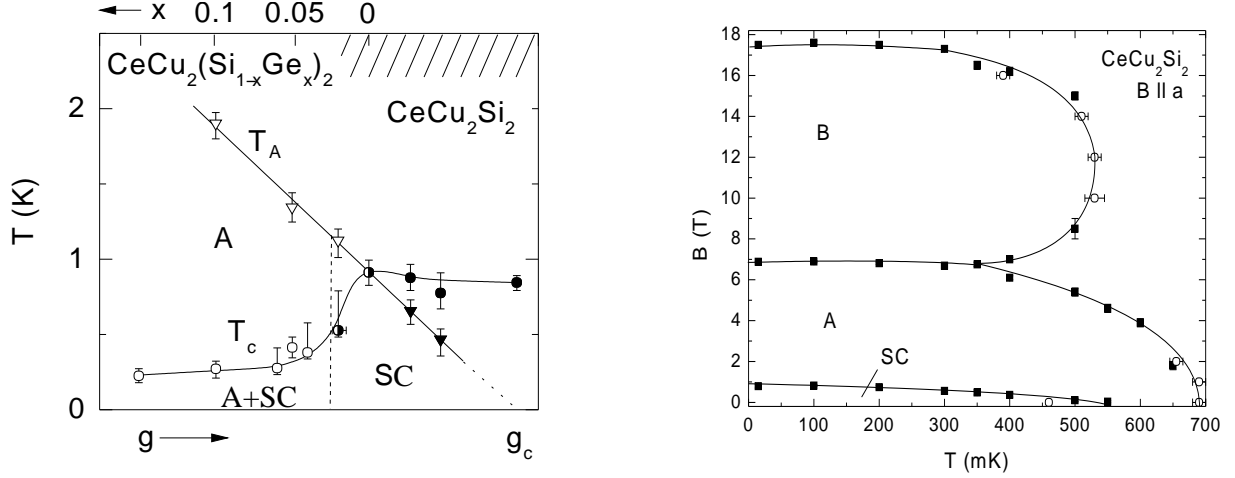 x 0.1 0.05 0
CeCu2(Si1-xGex)2
CeCu2Si2
2
TA
T (K)
A
1
Tc
SC
A+SC
0
g
gc
18
CeCu2Si2
B || a
16
14
B
12
10
B (T)
8
6
A
4
SC
2
0
0 100 200 300 400 500 600 700
T (mK)